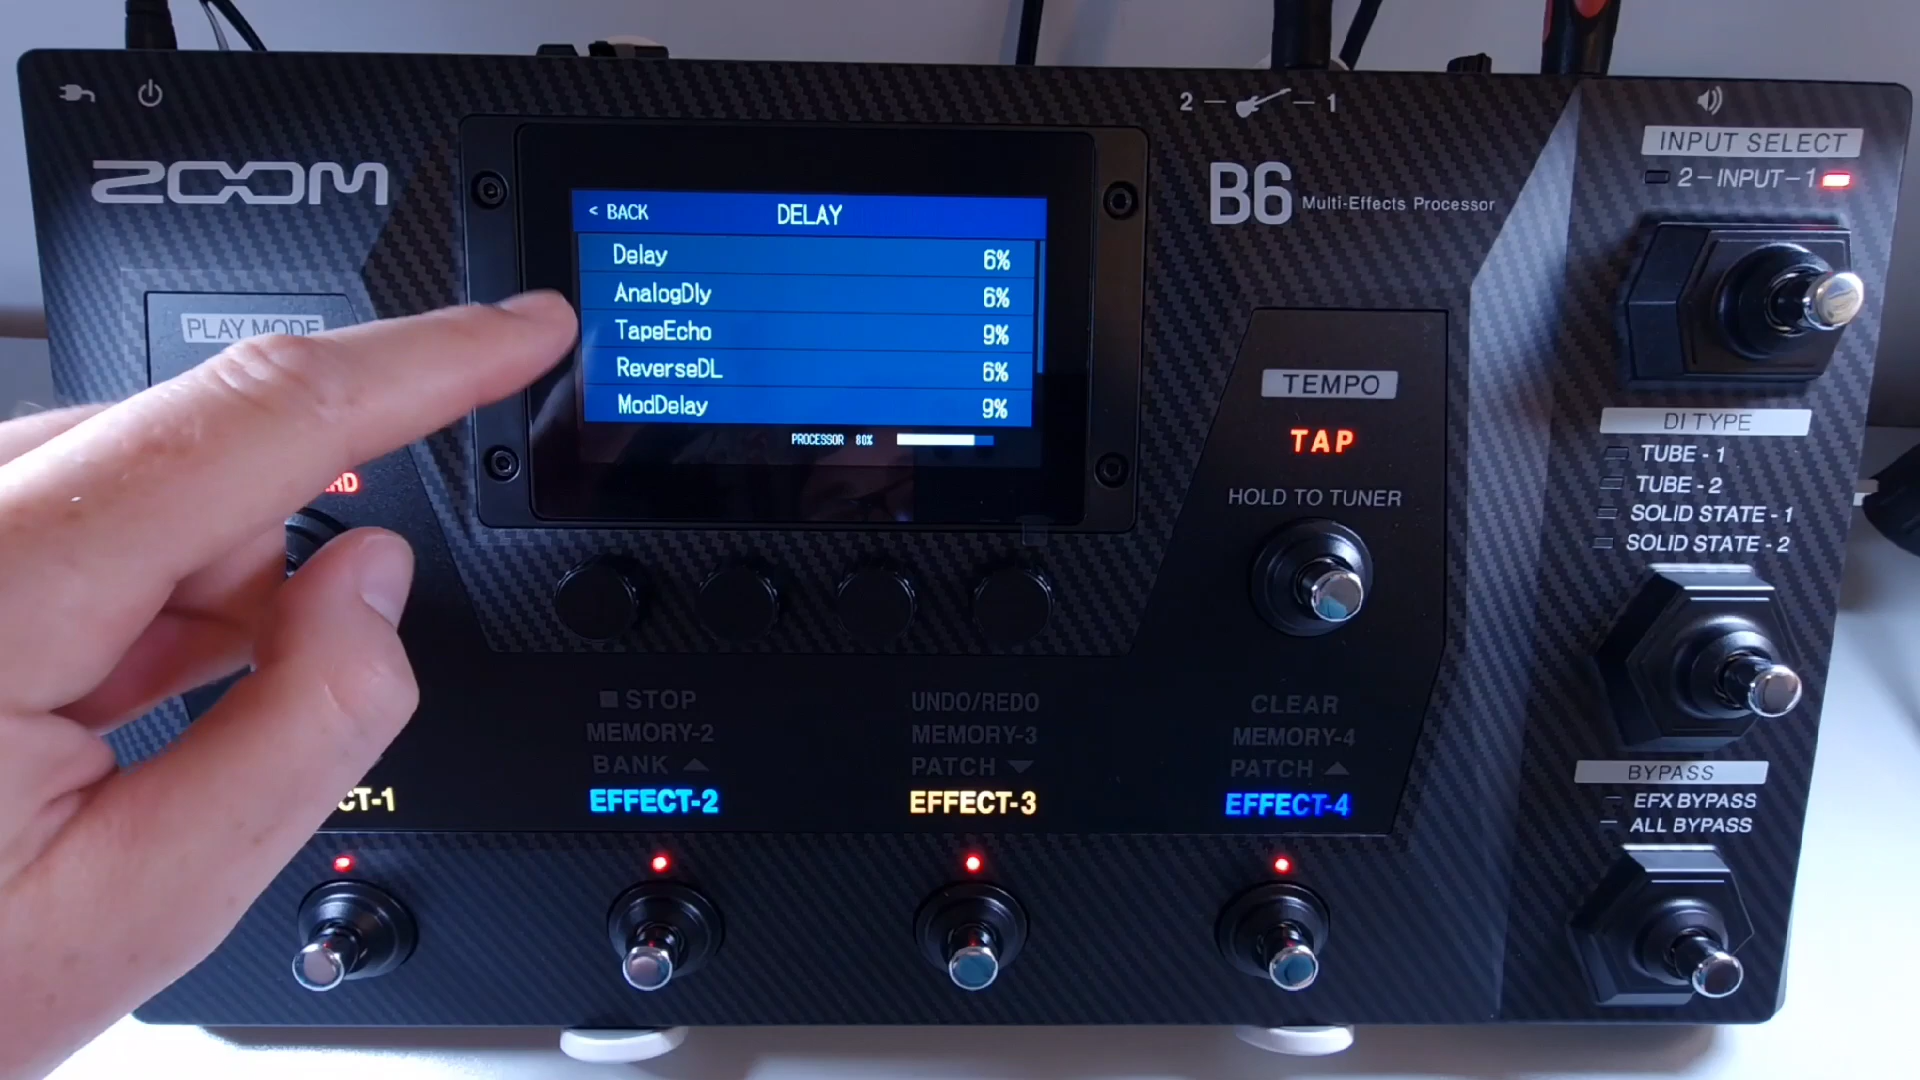 2 — — 1
ZOOM
B6 Multi-Effects Processor
INPUT SELECT
2 – INPUT – 1
< BACK DELAY
Delay 6%
AnalogDly 6%
TapeEcho 9%
ReverseDL 6%
ModDelay 9%
PROCESSOR 80%
PLAY MODE
RD
TEMPO
TAP
HOLD TO TUNER
DI TYPE
TUBE - 1
TUBE - 2
SOLID STATE - 1
SOLID STATE - 2
STOP
MEMORY-2
BANK
EFFECT-2
UNDO/REDO
MEMORY-3
PATCH
EFFECT-3
CLEAR
MEMORY-4
PATCH
EFFECT-4
CT-1
BYPASS
EFX BYPASS
ALL BYPASS